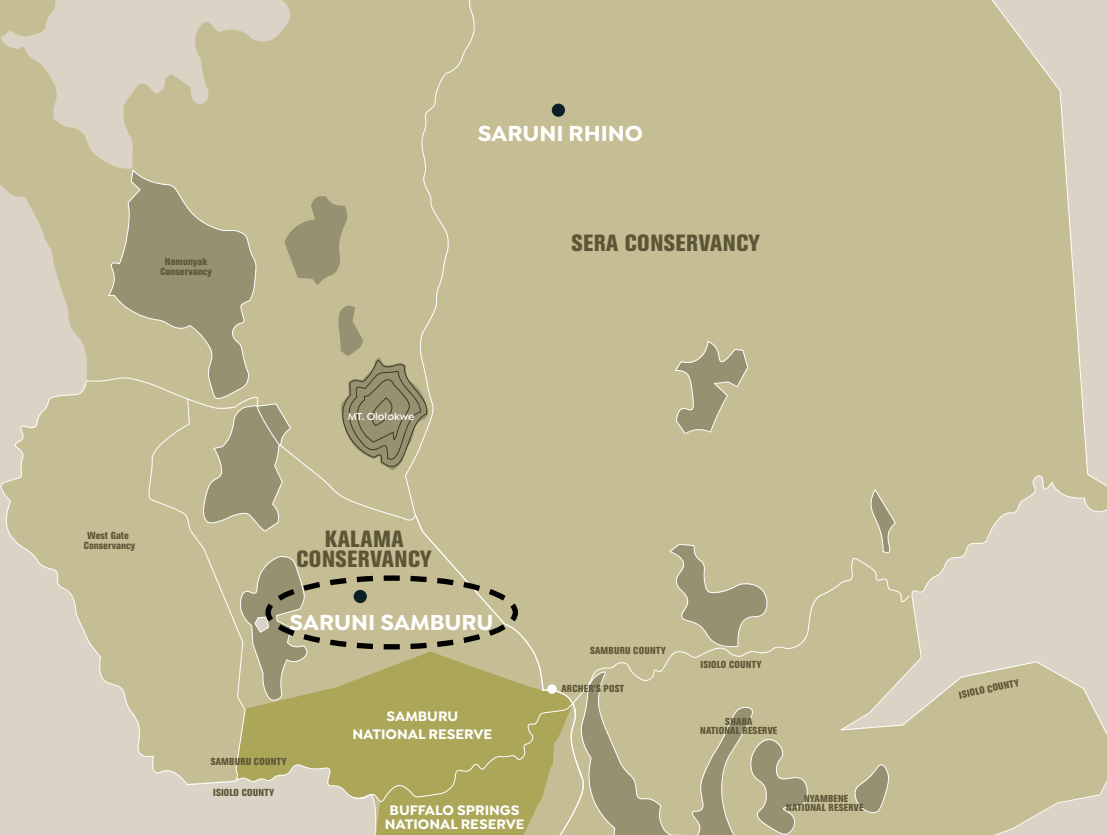 SARUNI RHINO
SERA CONSERVANCY
Namunyak
Conservancy
MT. Ololokwe
West Gate
Conservancy
KALAMA
CONSERVANCY
SARUNI SAMBURU
SAMBURU COUNTY
ISIOLO COUNTY
ARCHER'S POST
ISIOLO COUNTY
SAMBURU
NATIONAL RESERVE
SHABA
NATIONAL RESERVE
SAMBURU COUNTY
ISIOLO COUNTY
NYAMBENE
NATIONAL RESERVE
BUFFALO SPRINGS
NATIONAL RESERVE